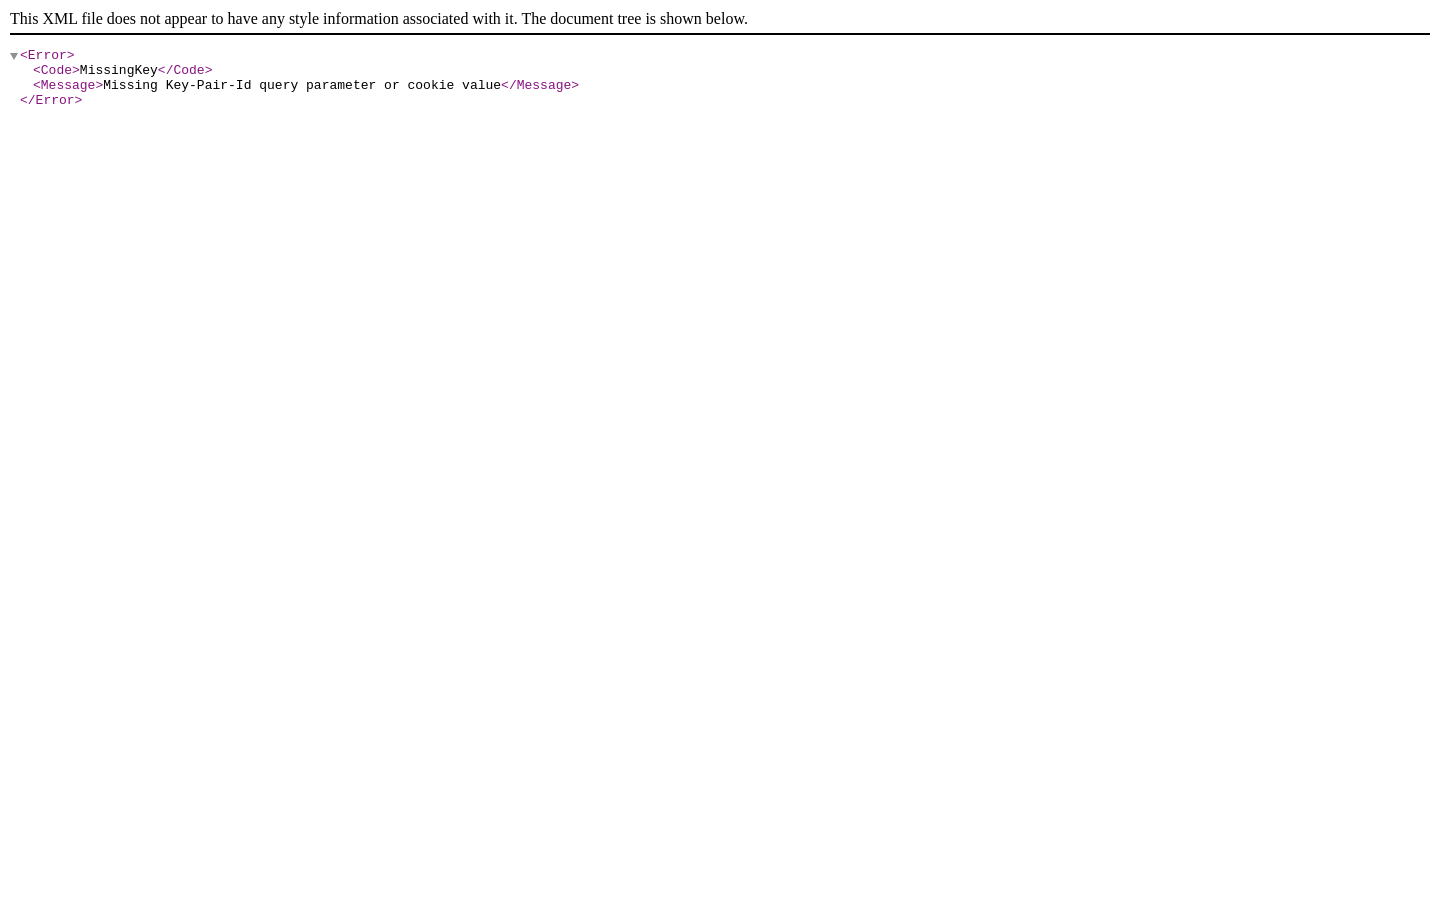 This XML file does not appear to have any style information associated with it. The document tree is shown below.
<Error>
<Code>MissingKey</Code>
<Message>Missing Key-Pair-Id query parameter or cookie value</Message>
</Error>